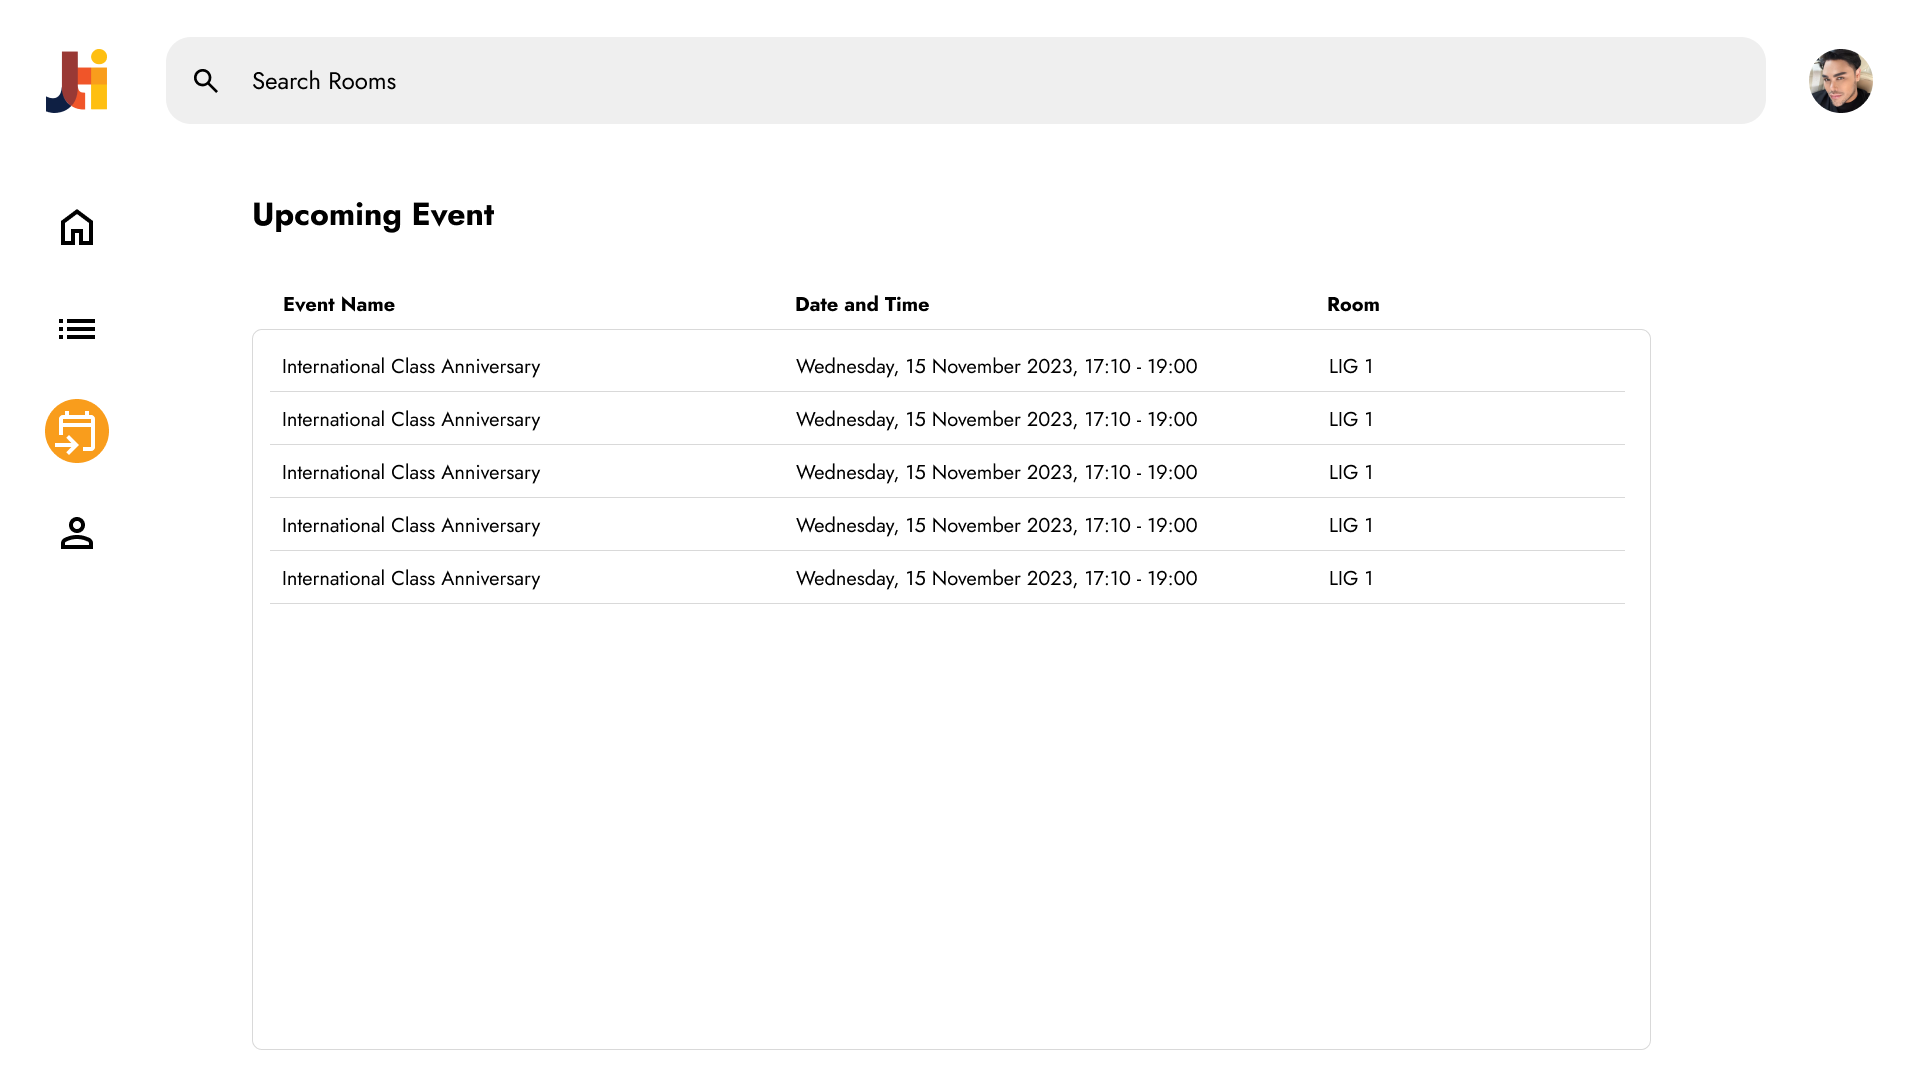 Jti
Search Rooms
Upcoming Event
Event Name Date and Time Room
International Class Anniversary Wednesday, 15 November 2023, 17:10 - 19:00 LIG 1
International Class Anniversary Wednesday, 15 November 2023, 17:10 - 19:00 LIG 1
International Class Anniversary Wednesday, 15 November 2023, 17:10 - 19:00 LIG 1
International Class Anniversary Wednesday, 15 November 2023, 17:10 - 19:00 LIG 1
International Class Anniversary Wednesday, 15 November 2023, 17:10 - 19:00 LIG 1